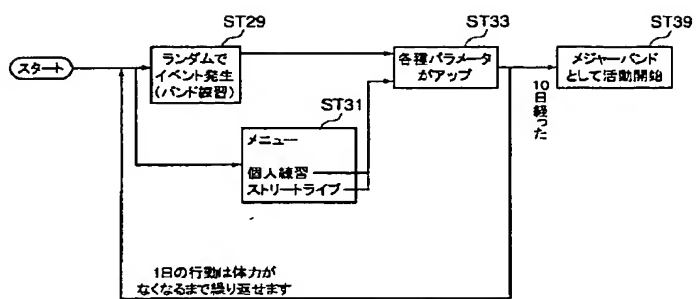 ST29
ST33
ST39
スタート
ランダムで
イベント発生
(バンド練習)
各種パラメータ
がアップ
メジャーバンド
として活動開始
10日経った
ST31
メニュー
個人練習
ストリートライブ
1日の行動は体力が
なくなるまで繰り返せます